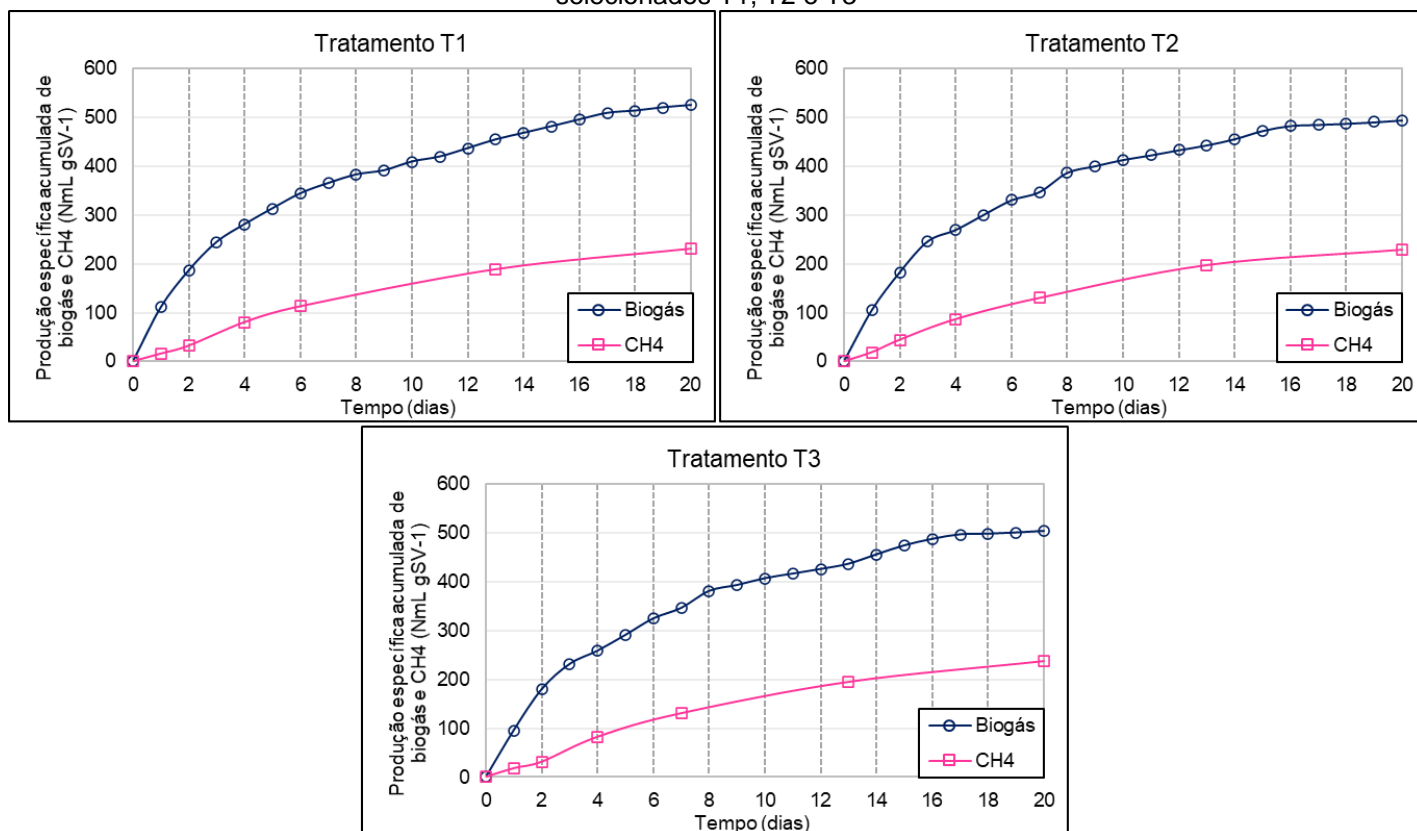 selecionados T1, T2 e T3
Tratamento T1
Produção específica acumulada de
biogás e CH4 (NmL gSV-1)
600
500
400
300
200
100
0
0 2 4 6 8 10 12 14 16 18 20
Tempo (dias)
Biogás
CH4
Tratamento T2
Produção específica acumulada de
biogás e CH4 (NmL gSV-1)
600
500
400
300
200
100
0
0 2 4 6 8 10 12 14 16 18 20
Tempo (dias)
Biogás
CH4
Tratamento T3
Produção específica acumulada de
biogás e CH4 (NmL gSV-1)
600
500
400
300
200
100
0
0 2 4 6 8 10 12 14 16 18 20
Tempo (dias)
Biogás
CH4